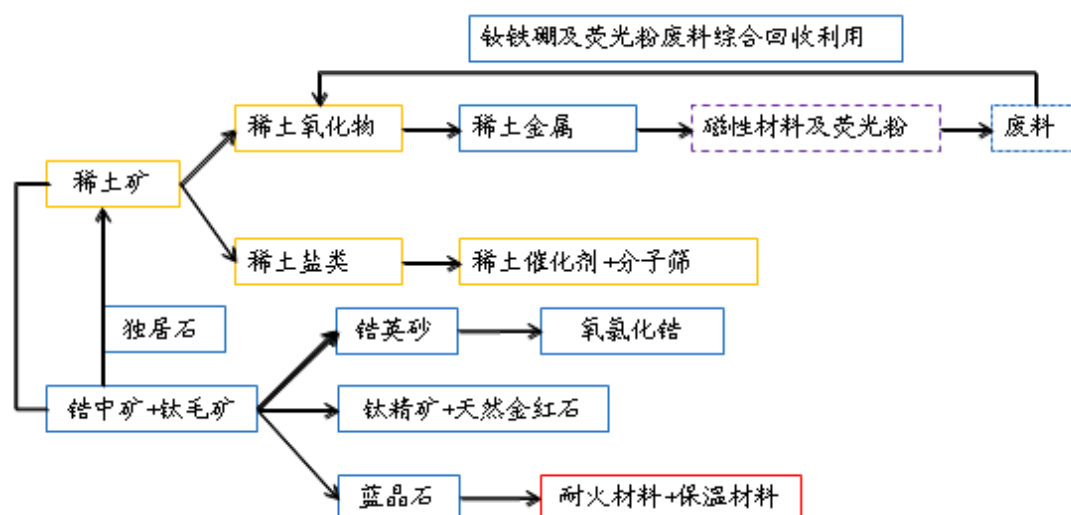 钕铁硼及荧光粉废料综合回收利用
稀土氧化物
稀土金属
磁性材料及荧光粉
废料
稀土矿
稀土盐类
稀土催化剂+分子筛
独居石
锆英砂
氧氯化锆
锆中矿+钛毛矿
钛精矿+天然金红石
蓝晶石
耐火材料+保温材料